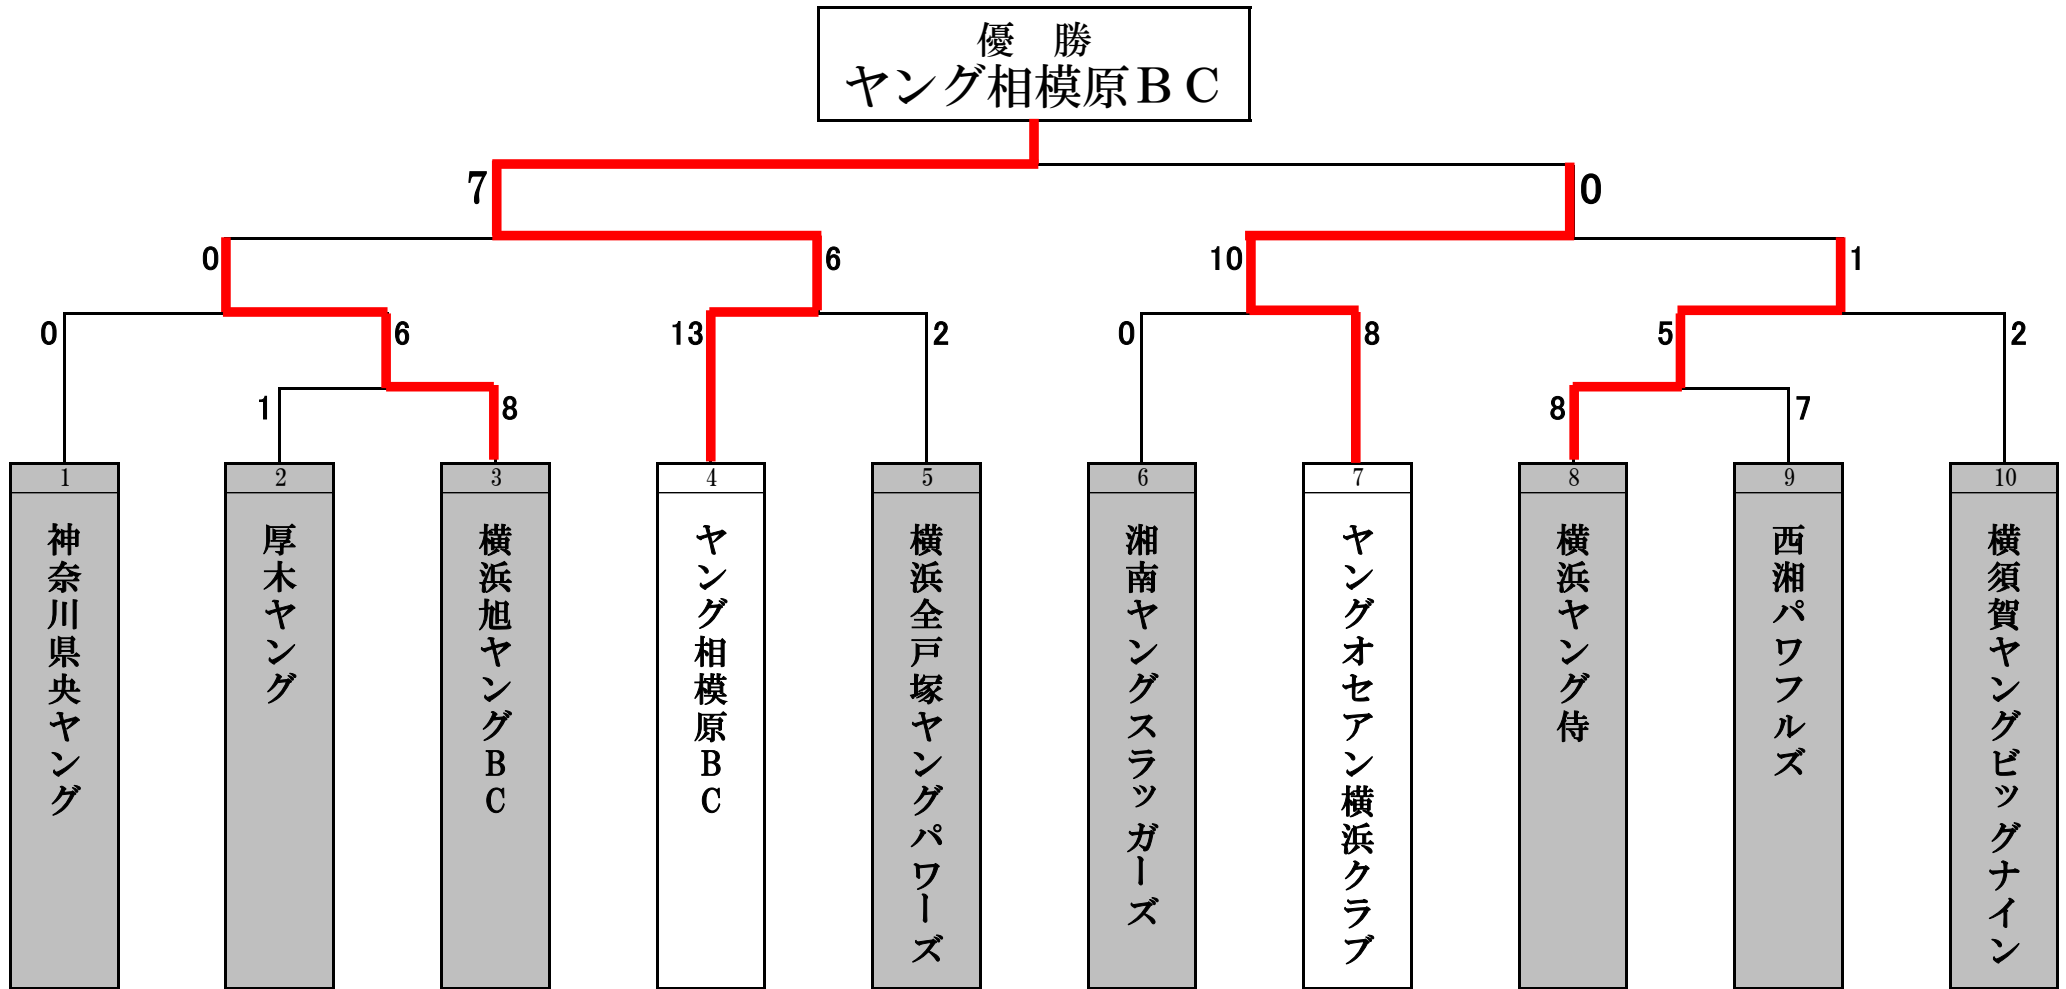 優　勝
ヤング相模原ＢＣ
7
0
0
6
10
1
0
6
13
2
0
8
5
2
1
8
8
7
1
2
3
4
5
6
7
8
9
10
神奈川県央ヤング
厚木ヤング
横浜旭ヤングＢＣ
ヤング相模原ＢＣ
横浜全戸塚ヤングパワーズ
湘南ヤングスラッガーズ
ヤングオセアン横浜クラブ
横浜ヤング侍
西湘パワフルズ
横須賀ヤングビッグナイン